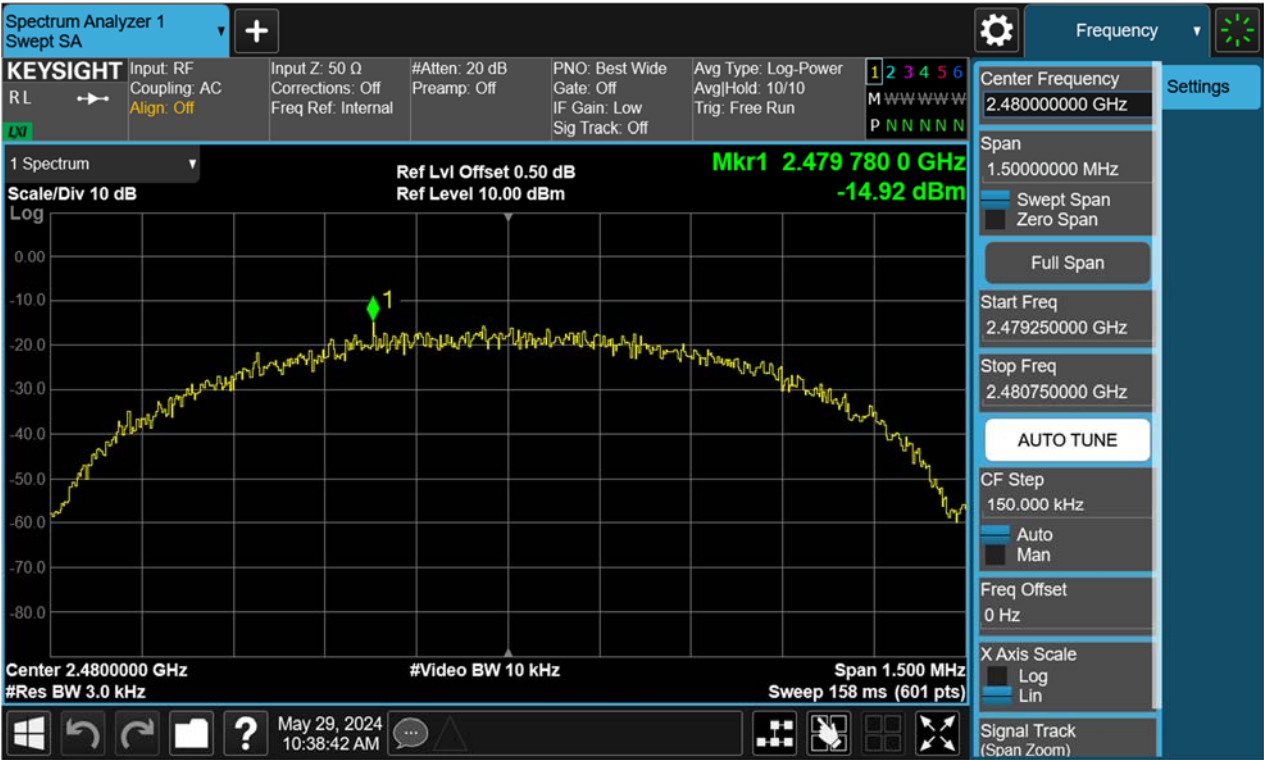 Spectrum Analyzer 1
Swept SA
+
Frequency
KEYSIGHT
R L
LXI
Input: RF
Coupling: AC
Align: Off
Input Z: 50 Ω
Corrections: Off
Freq Ref: Internal
#Atten: 20 dB
Preamp: Off
PNO: Best Wide
Gate: Off
IF Gain: Low
Sig Track: Off
Avg Type: Log-Power
Avg|Hold: 10/10
Trig: Free Run
1 2 3 4 5 6
M W W W W W
P N N N N N
1 Spectrum
Scale/Div 10 dB
Log
Ref Lvl Offset 0.50 dB
Ref Level 10.00 dBm
Mkr1 2.479 780 0 GHz
-14.92 dBm
0.00
-10.0
1
-20.0
-30.0
-40.0
-50.0
-60.0
-70.0
-80.0
Center 2.4800000 GHz
#Res BW 3.0 kHz
#Video BW 10 kHz
Span 1.500 MHz
Sweep 158 ms (601 pts)
?
May 29, 2024
10:38:42 AM
Center Frequency
2.480000000 GHz
Settings
Span
1.50000000 MHz
Swept Span
Zero Span
Full Span
Start Freq
2.479250000 GHz
Stop Freq
2.480750000 GHz
AUTO TUNE
CF Step
150.000 kHz
Auto
Man
Freq Offset
0 Hz
X Axis Scale
Log
Lin
Signal Track
(Span Zoom)